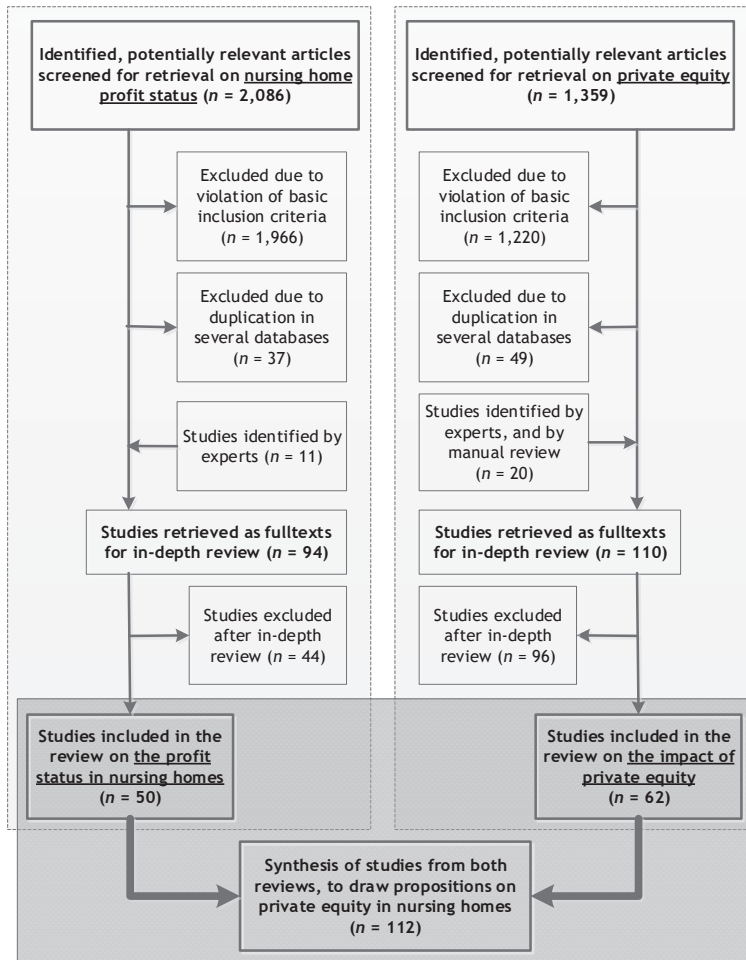 Identified, potentially relevant articles
screened for retrieval on nursing home
profit status (n = 2,086)
Excluded due to
violation of basic
inclusion criteria
(n = 1,966)
Excluded due to
duplication in
several databases
(n = 37)
Studies identified by
experts (n = 11)
Studies retrieved as fulltexts
for in-depth review (n = 94)
Studies excluded
after in-depth
review (n = 44)
Studies included in the
review on the profit
status in nursing homes
(n = 50)
Identified, potentially relevant articles
screened for retrieval on private equity
(n = 1,359)
Excluded due to
violation of basic
inclusion criteria
(n = 1,220)
Excluded due to
duplication in
several databases
(n = 49)
Studies identified by
experts, and by
manual review
(n = 20)
Studies retrieved as fulltexts
for in-depth review (n = 110)
Studies excluded
after in-depth
review (n = 96)
Studies included in the
review on the impact of
private equity
(n = 62)
Synthesis of studies from both
reviews, to draw propositions on
private equity in nursing homes
(n = 112)